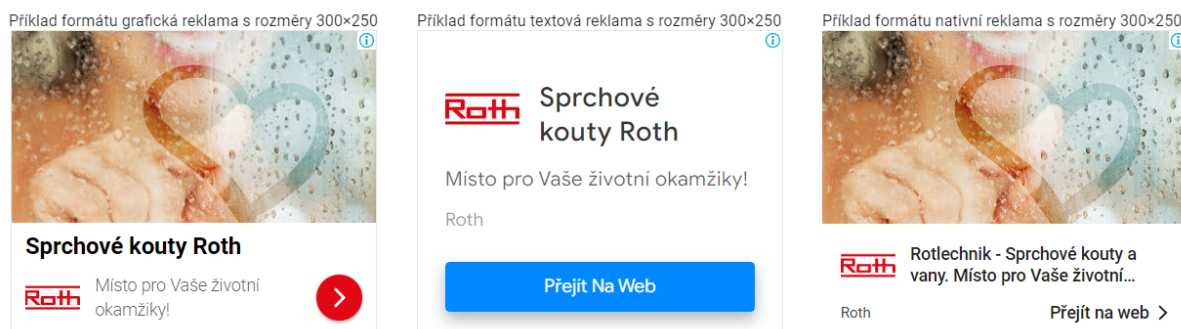 Příklad formátu grafická reklama s rozměry 300×250
Sprchové kouty Roth
Roth
Místo pro Vaše životní
okamžiky!
Příklad formátu textová reklama s rozměry 300×250
Roth
Sprchové
kouty Roth
Místo pro Vaše životní okamžiky!
Roth
Přejít Na Web
Příklad formátu nativní reklama s rozměry 300×250
Roth
Rotlechnik - Sprchové kouty a
vany. Místo pro Vaše životní...
Roth
Přejít na web